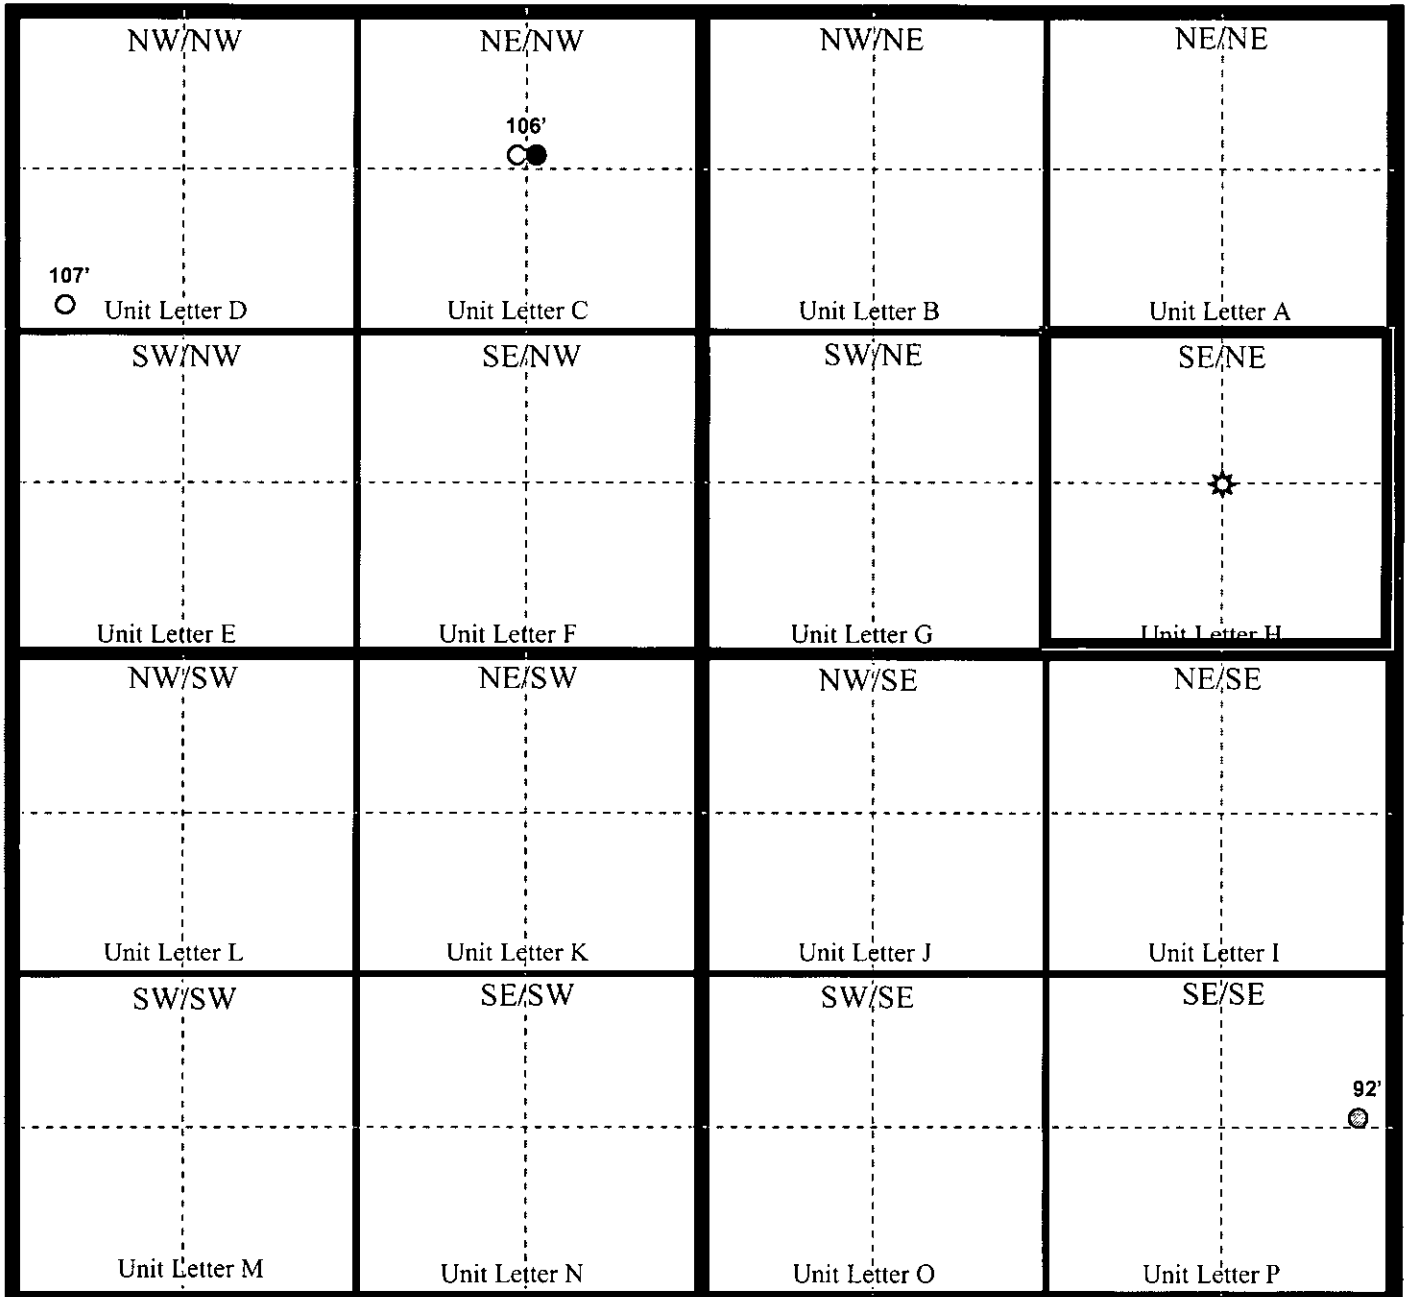 NW/NW NE/NW NW/NE NE/NE
106'
107'
Unit Letter D Unit Letter C Unit Letter B Unit Letter A
SW/NW SE/NW SW/NE SE/NE
Unit Letter E Unit Letter F Unit Letter G Unit Letter H
NW/SW NE/SW NW/SE NE/SE
Unit Letter L Unit Letter K Unit Letter J Unit Letter I
SW/SW SE/SW SW/SE SE/SE
92'
Unit Letter M Unit Letter N Unit Letter O Unit Letter P